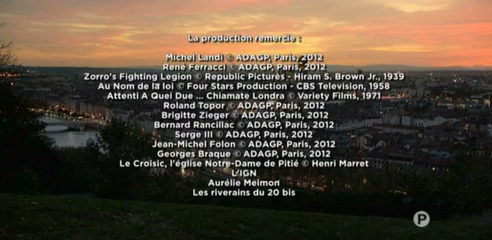 La production remercie :
Michel Landi © ADAGP, Paris, 2012
René Ferracci © ADAGP, Paris, 2012
Zorro's Fighting Legion © Republic Pictures - Hiram S. Brown Jr., 1939
Au Nom de la loi © Four Stars Production - CBS Television, 1958
Attenti A Quei Due ... Chiamate Londra © Variety Films, 1971
Roland Topor © ADAGP, Paris, 2012
Brigitte Zieger © ADAGP, Paris, 2012
Bernard Rancillac © ADAGP, Paris, 2012
Serge III © ADAGP, Paris, 2012
Jean-Michel Folon © ADAGP, Paris, 2012
Georges Braque © ADAGP, Paris, 2012
Le Croisic, l'église Notre-Dame de Pitié © Henri Marret
L'IGN
Aurélie Meimon
Les riverains du 20 bis
P